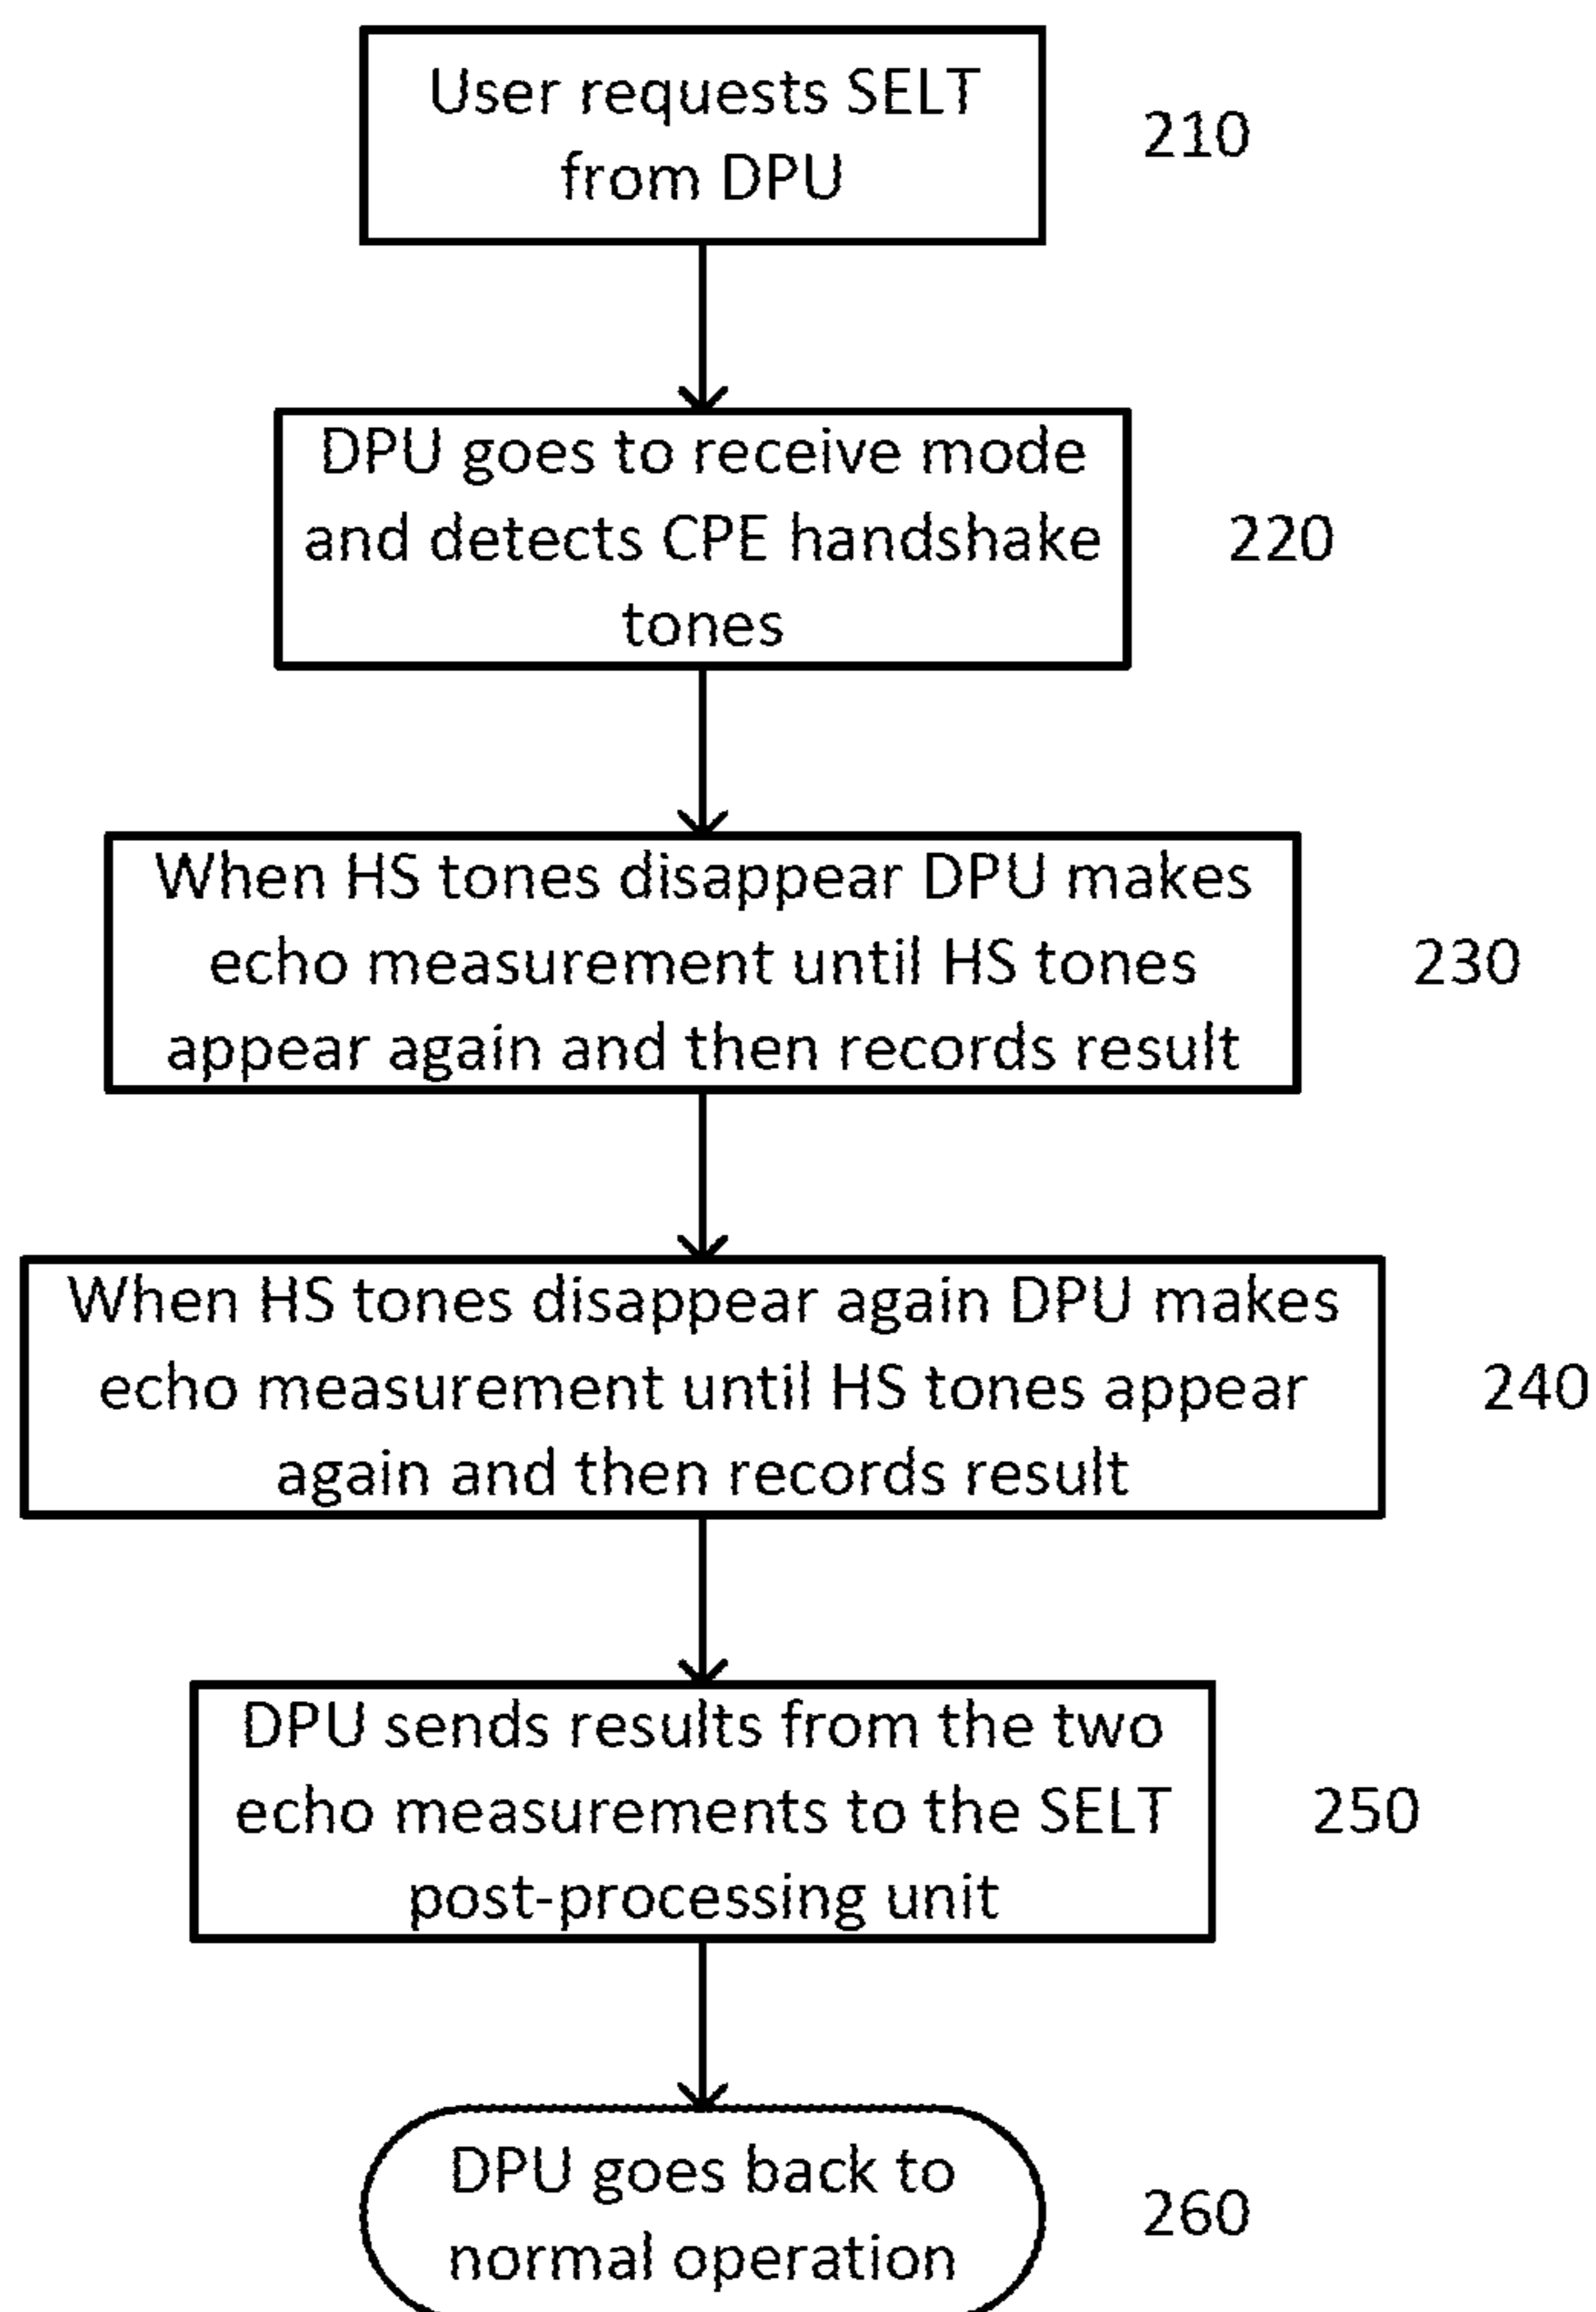 User requests SELT
from DPU
210
DPU goes to receive mode
and detects CPE handshake
tones
220
When HS tones disappear DPU makes
echo measurement until HS tones
appear again and then records result
230
When HS tones disappear again DPU makes
echo measurement until HS tones appear
again and then records result
240
DPU sends results from the two
echo measurements to the SELT
post-processing unit
250
DPU goes back to
normal operation
260